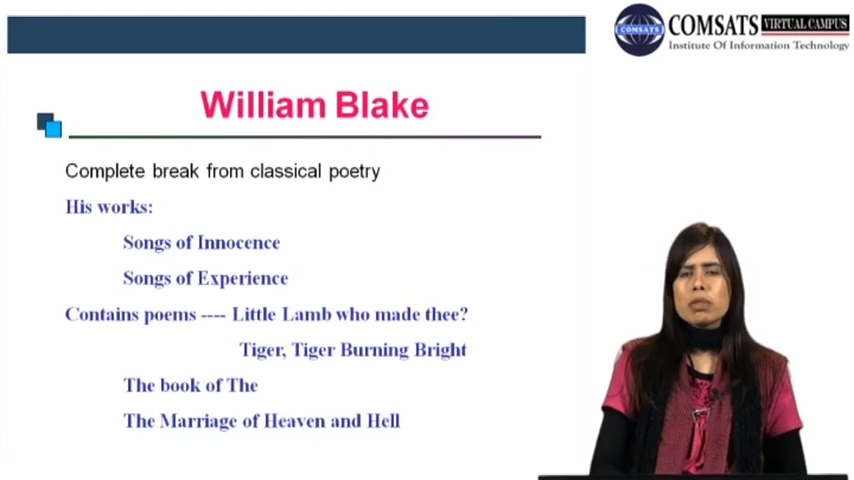 COMSATS
COMSATS VIRTUAL CAMPUS
Institute Of Information Technology
William Blake
Complete break from classical poetry
His works:
Songs of Innocence
Songs of Experience
Contains poems ---- Little Lamb who made thee?
Tiger, Tiger Burning Bright
The book of The
The Marriage of Heaven and Hell